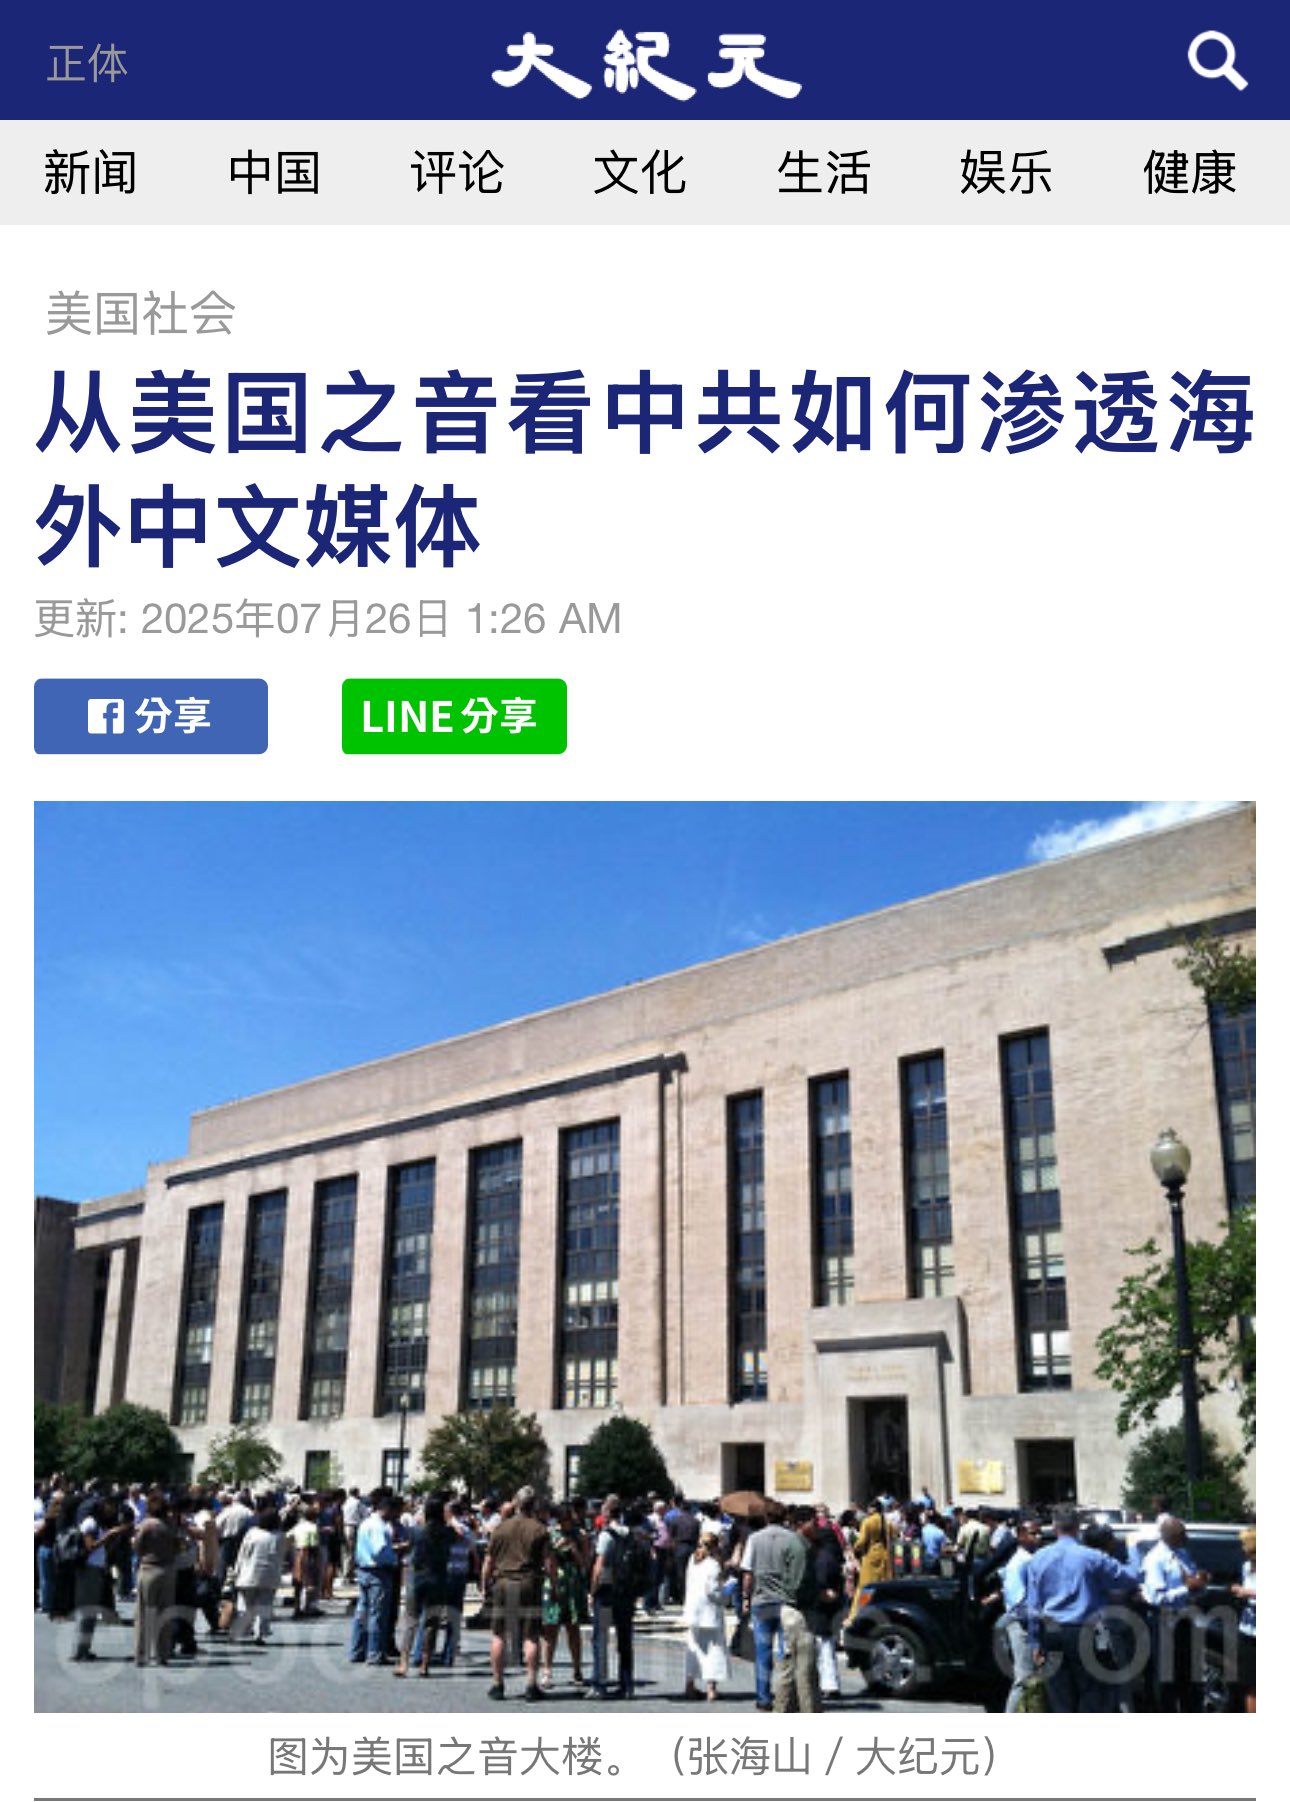 正体
大紀元
新闻 中国 评论 文化 生活 娱乐 健康
美国社会
从美国之音看中共如何渗透海
外中文媒体
更新: 2025年07月26日 1:26 AM
分享 LINE分享
epochtimes.com
图为美国之音大楼。（张海山／大纪元）